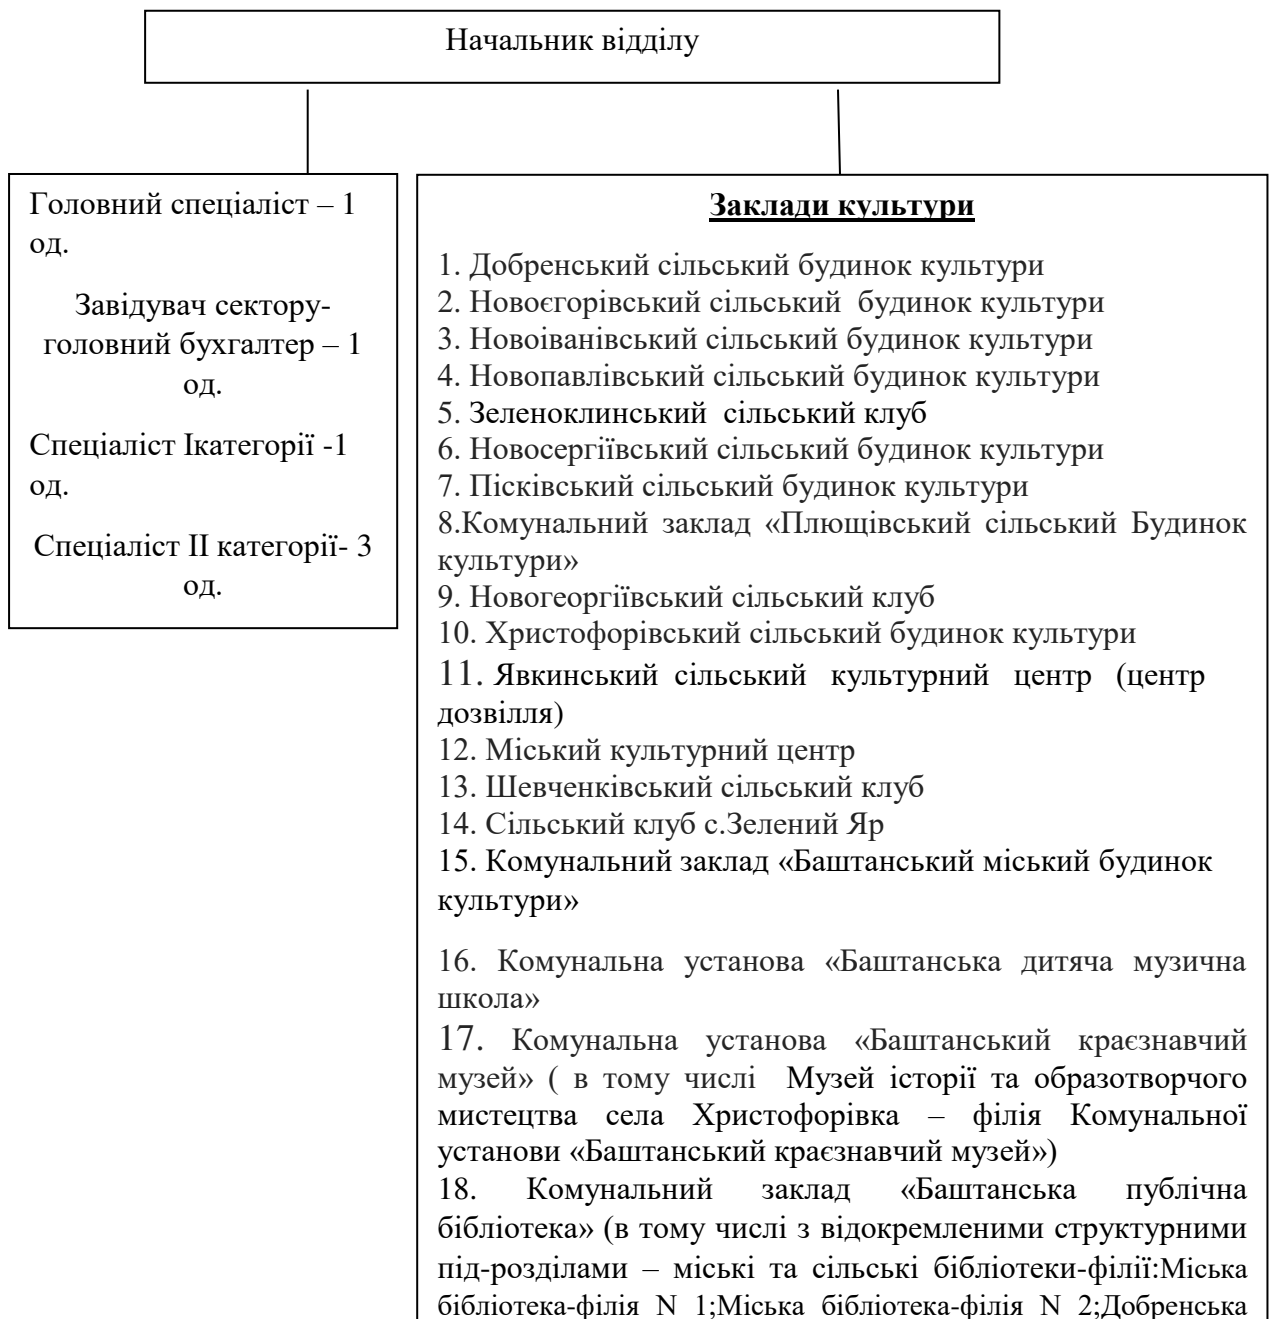 Начальник відділу
Головний спеціаліст – 1
од.
Завідувач сектору-
головний бухгалтер – 1
од.
Спеціаліст Ікатегорії -1
од.
Спеціаліст ІІ категорії- 3
од.
Заклади культури
1. Добренський сільський будинок культури
2. Новоєгорівський сільський будинок культури
3. Новоіванівський сільський будинок культури
4. Новопавлівський сільський будинок культури
5. Зеленоклинський сільський клуб
6. Новосергіївський сільський будинок культури
7. Пісківський сільський будинок культури
8.Комунальний заклад «Плющівський сільський Будинок
культури»
9. Новогеоргіївський сільський клуб
10. Христофорівський сільський будинок культури
11. Явкинський сільський культурний центр (центр
дозвілля)
12. Міський культурний центр
13. Шевченківський сільський клуб
14. Сільський клуб с.Зелений Яр
15. Комунальний заклад «Баштанський міський будинок
культури»
16. Комунальна установа «Баштанська дитяча музична
школа»
17. Комунальна установа «Баштанський краєзнавчий
музей» ( в тому числі Музей історії та образотворчого
мистецтва села Христофорівка – філія Комунальної
установи «Баштанський краєзнавчий музей»)
18. Комунальний заклад «Баштанська публічна
бібліотека» (в тому числі з відокремленими структурними
під-розділами – міські та сільські бібліотеки-філії:Міська
бібліотека-філія N 1;Міська бібліотека-філія N 2;Добренська